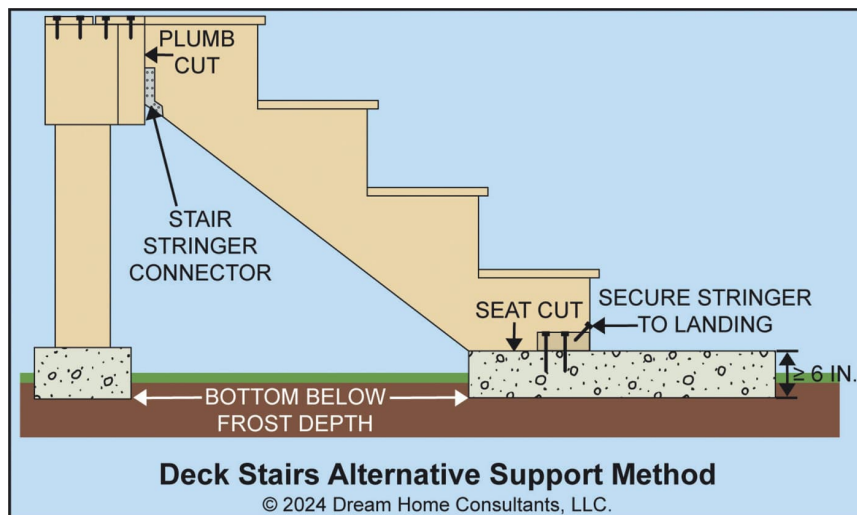 PLUMB
CUT
STAIR
STRINGER
CONNECTOR
SEAT CUT
SECURE STRINGER
TO LANDING
≥ 6 IN.
BOTTOM BELOW
FROST DEPTH
Deck Stairs Alternative Support Method
© 2024 Dream Home Consultants, LLC.